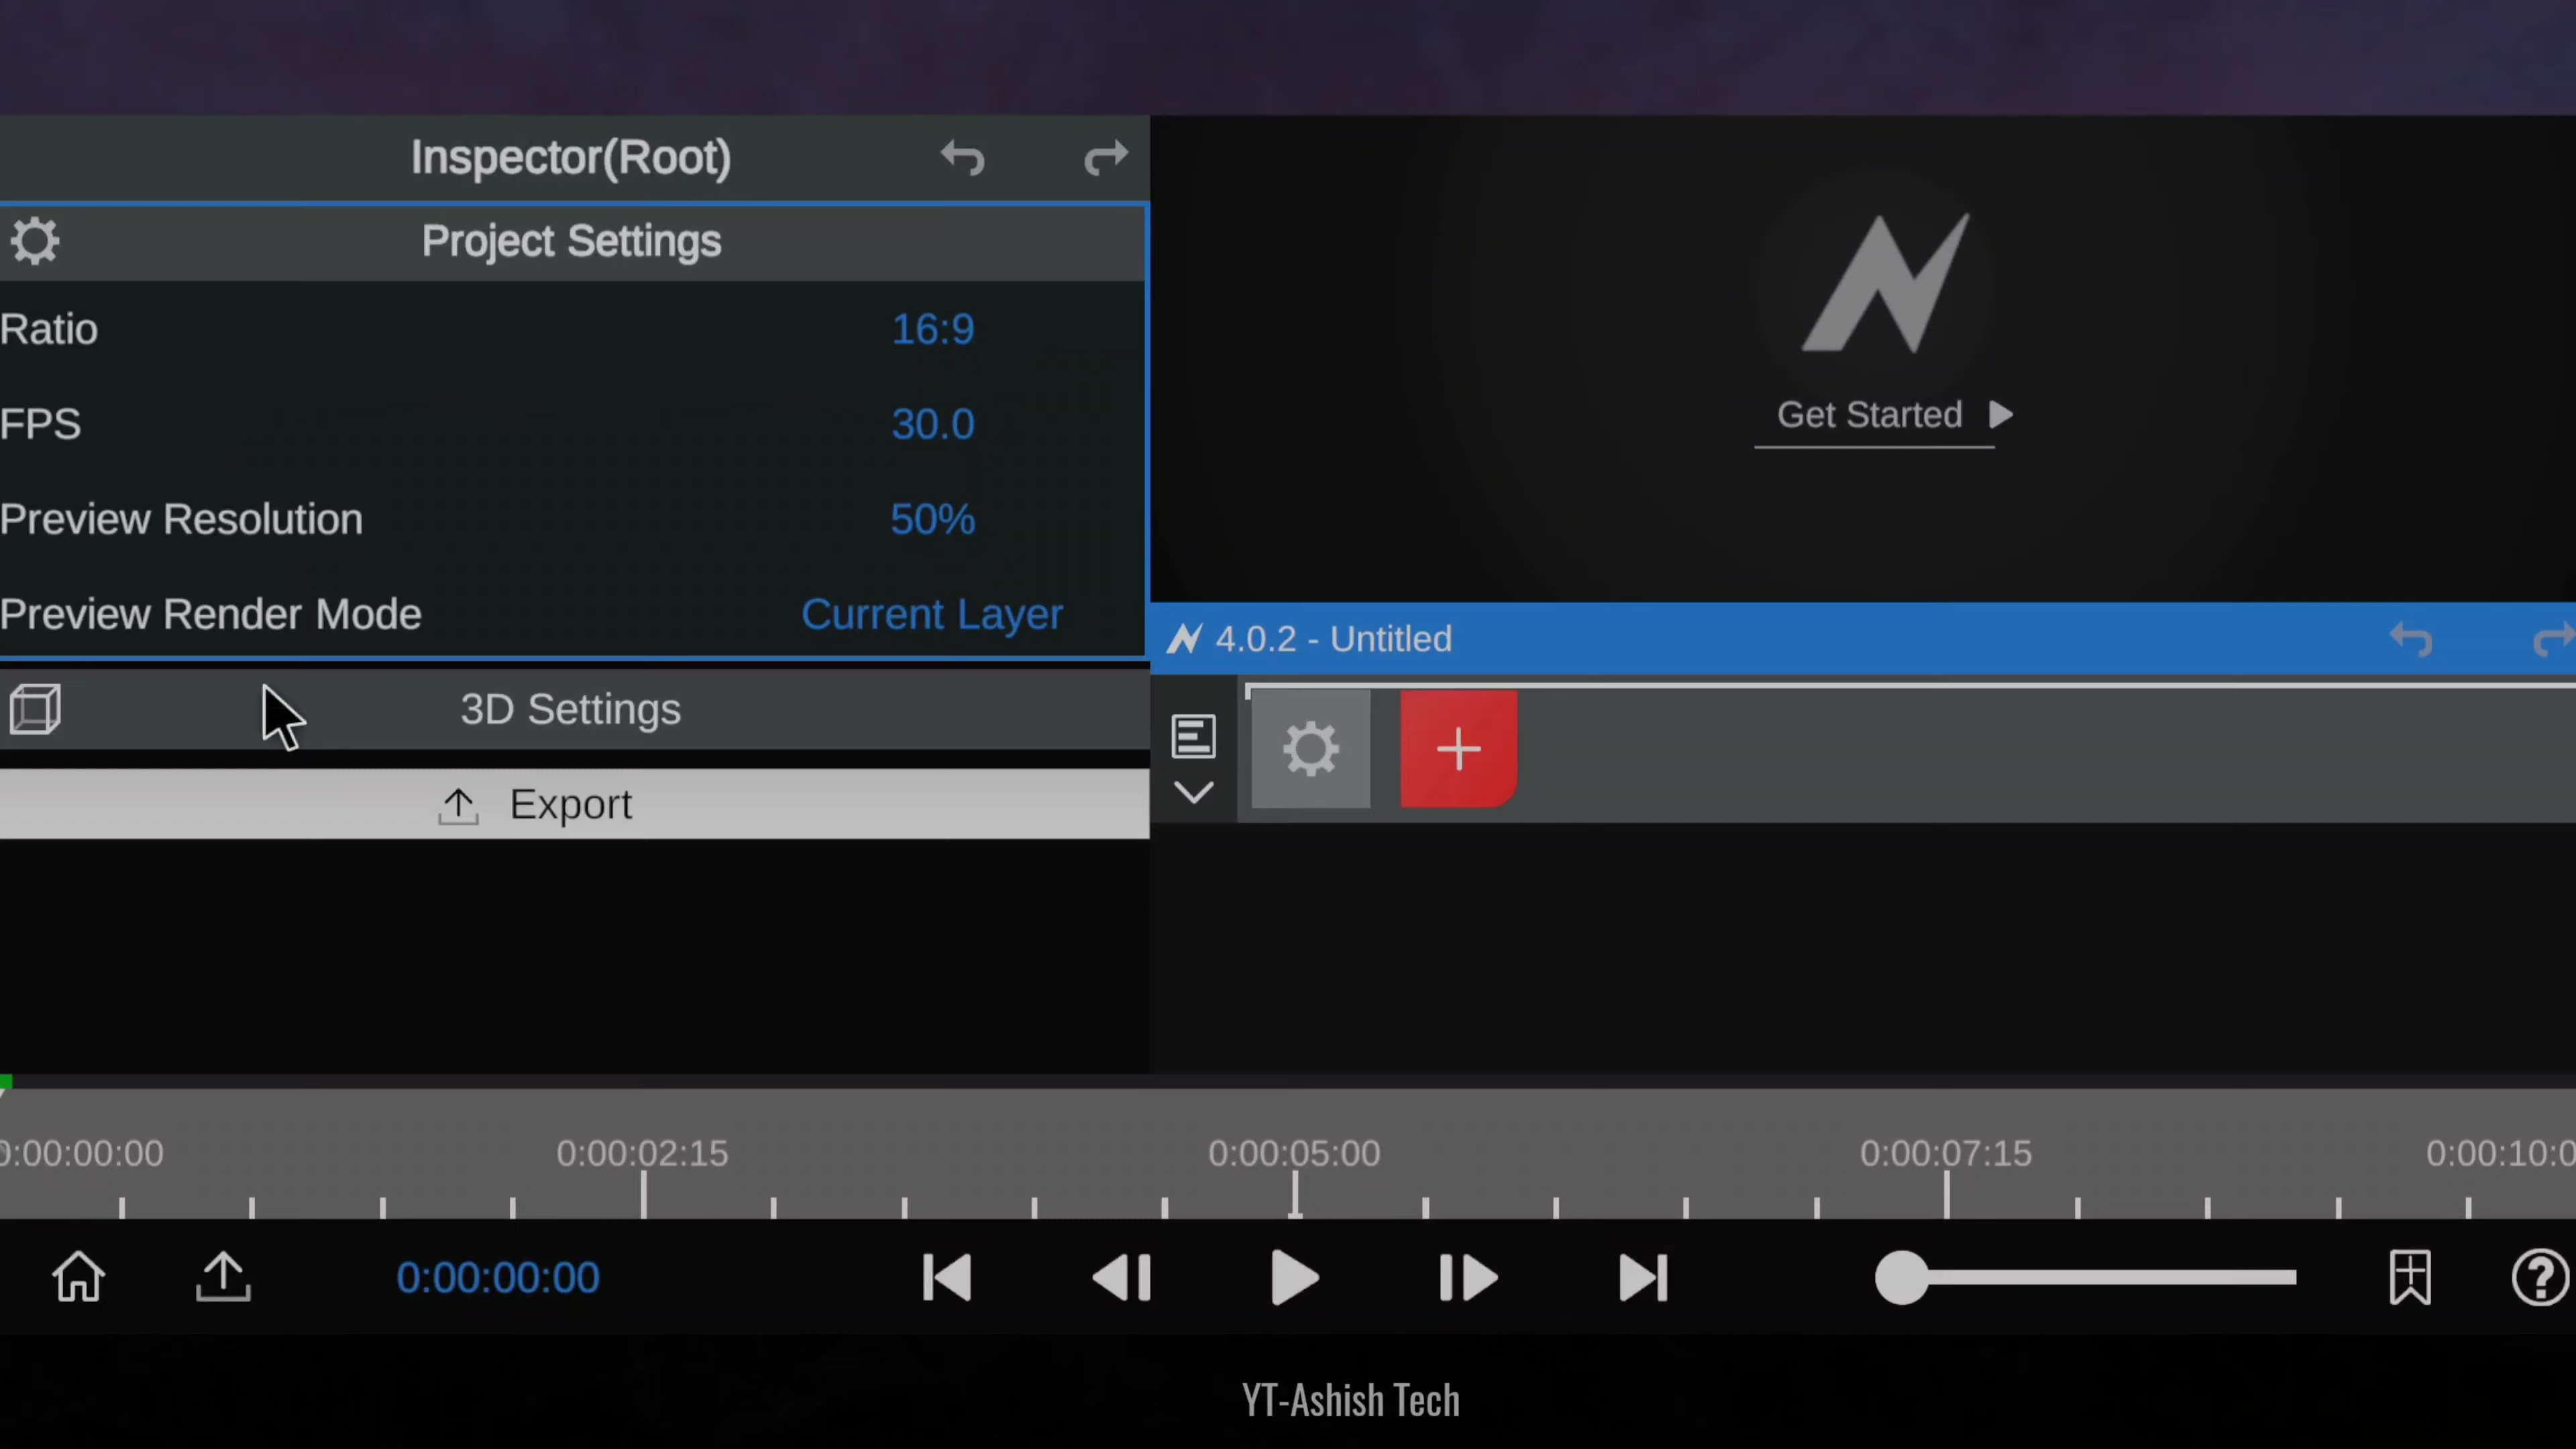 Inspector(Root)
Project Settings
Ratio 16:9
FPS 30.0
Preview Resolution 50%
Preview Render Mode Current Layer
3D Settings
Export
Get Started
4.0.2 - Untitled
0:00:00:00 0:00:02:15 0:00:05:00 0:00:07:15 0:00:10:0
0:00:00:00
YT-Ashish Tech